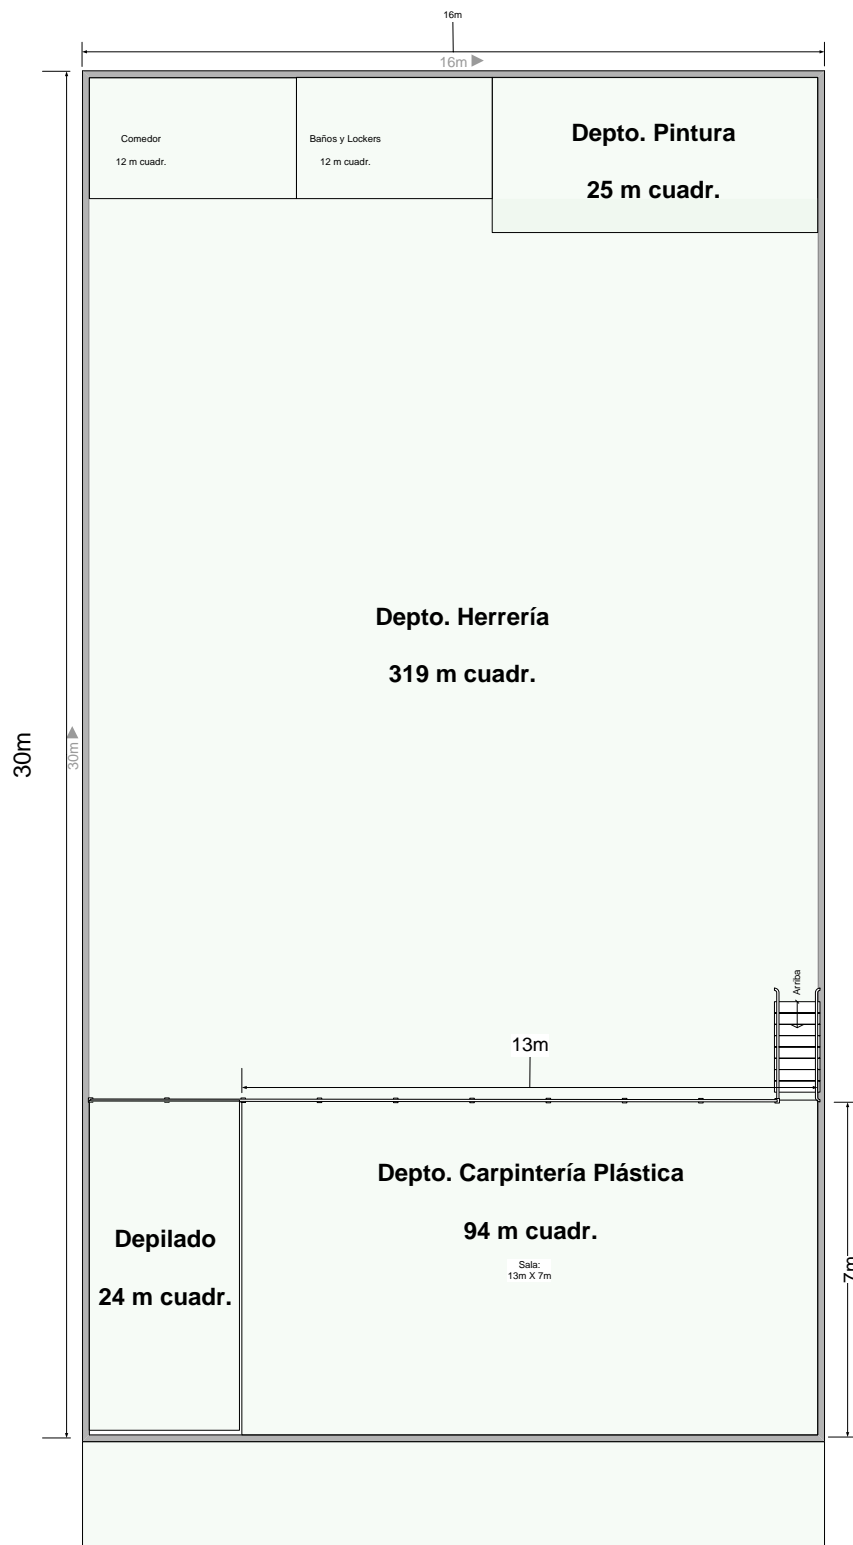 16m
16m
Comedor
12 m cuadr.
Baños y Lockers
12 m cuadr.
Depto. Pintura
25 m cuadr.
Depto. Herrería
319 m cuadr.
30m
30m
Arriba
13m
Depto. Carpintería Plástica
94 m cuadr.
Sala:
13m X 7m
Depilado
24 m cuadr.
7m